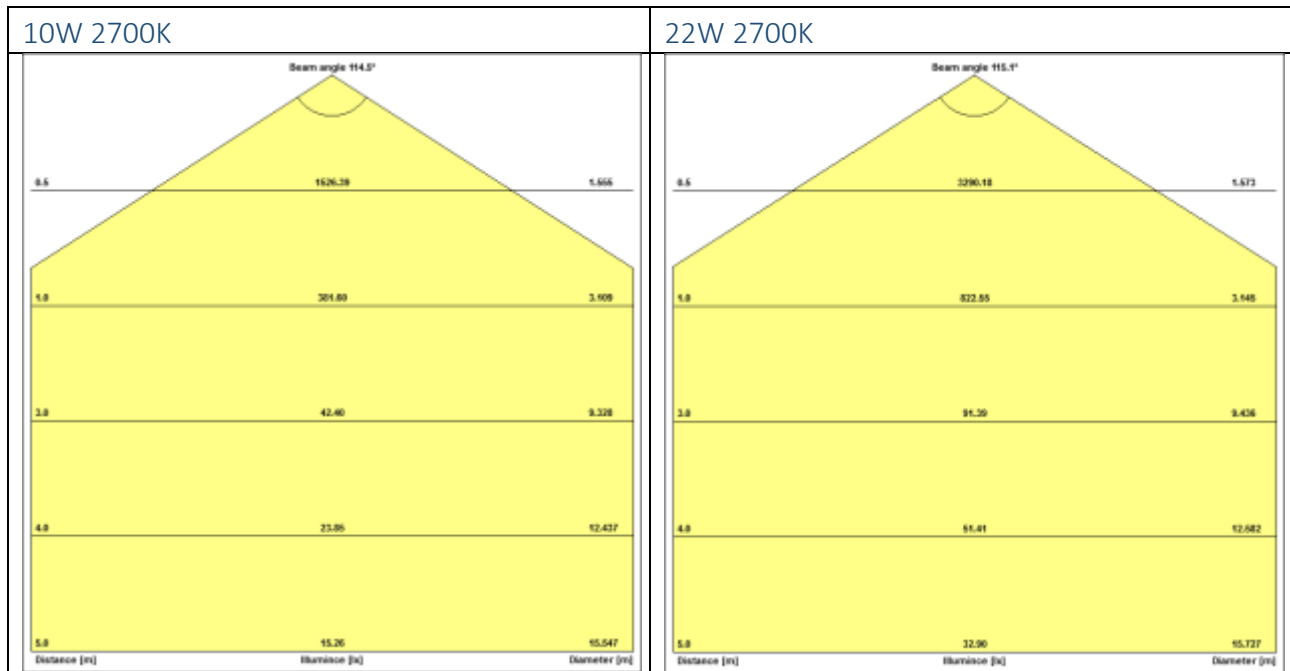 10W 2700K
Beam angle 114.5°
0.5 1526.39 1.555
1.0 381.60 3.109
3.0 42.40 9.328
4.0 23.85 12.437
5.0 15.26 15.547
Distance [m] Illumince [lx] Diameter [m]
22W 2700K
Beam angle 115.1°
0.5 3290.18 1.573
1.0 822.55 3.145
3.0 91.39 9.436
4.0 51.41 12.582
5.0 32.90 15.727
Distance [m] Illumince [lx] Diameter [m]